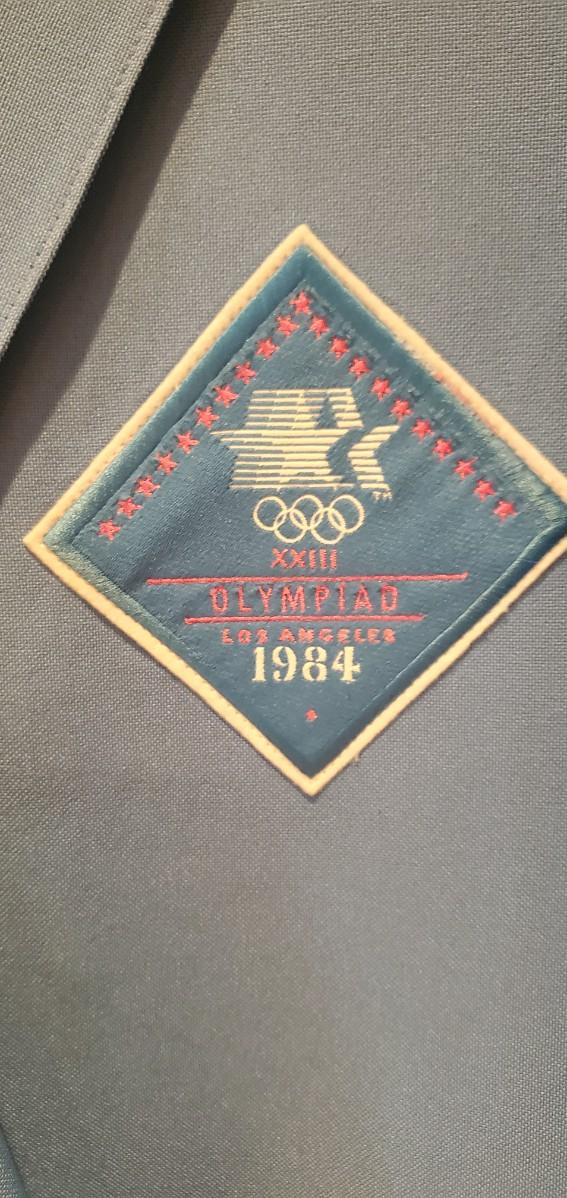 TM
XXIII
OLYMPIAD
LOS ANGELES
1984